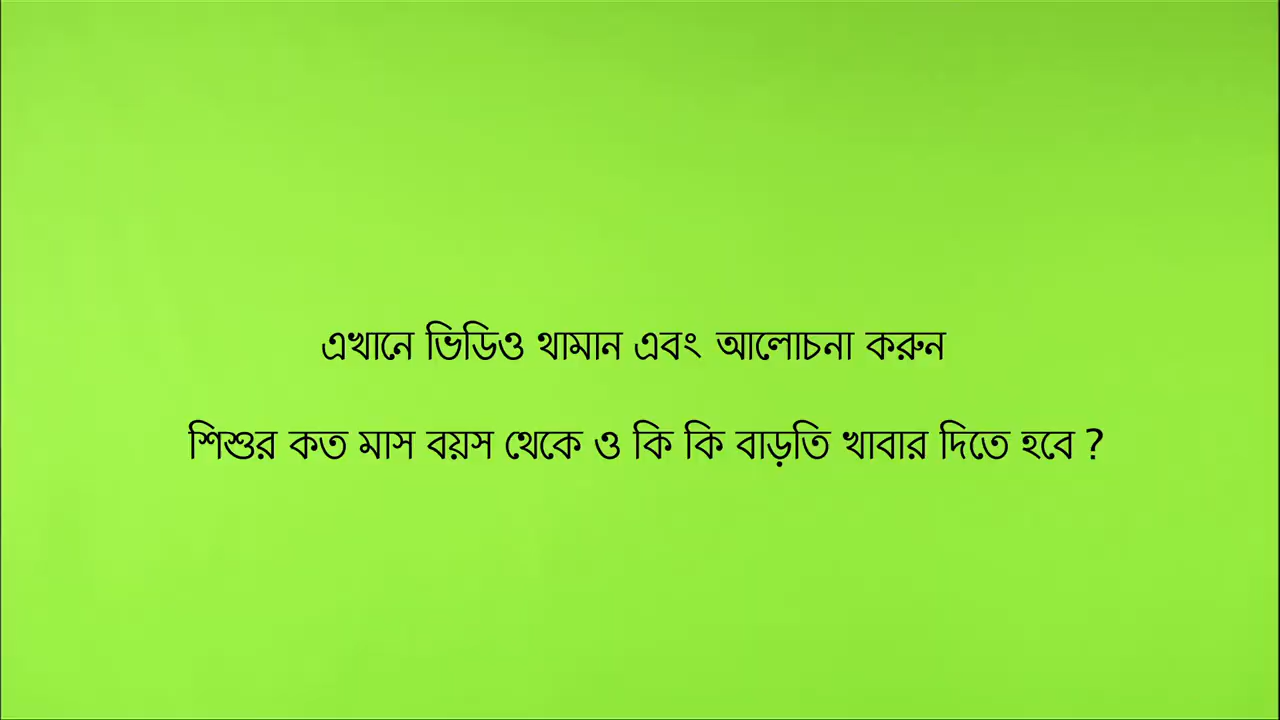 এখানে ভিডিও থামান এবং আলোচনা করুন
শিশুর কত মাস বয়স থেকে ও কি কি বাড়তি খাবার দিতে হবে ?